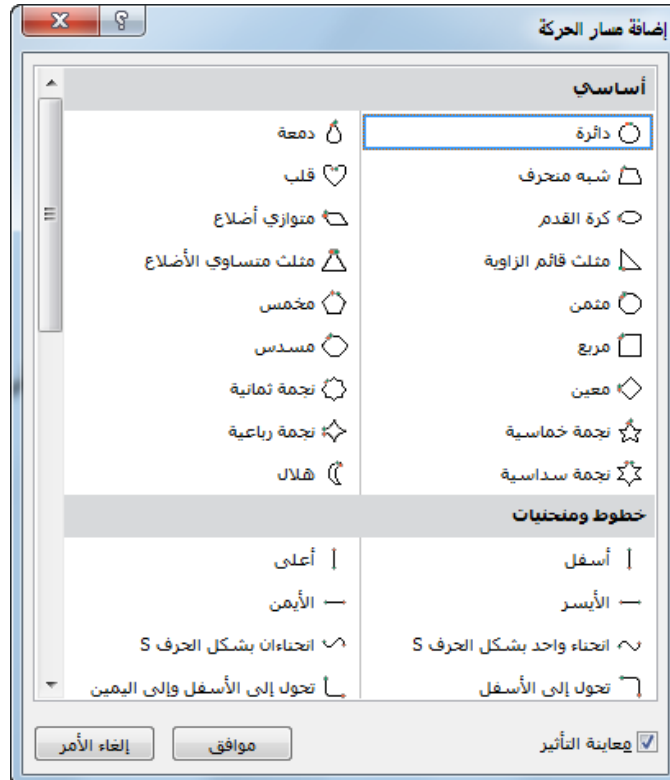 إضافة مسار الحركة
أساسي
دائرة
دمعة
شبه منحرف
قلب
كرة القدم
متوازي أضلاع
مثلث قائم الزاوية
مثلث متساوي الأضلاع
مثمن
مخمس
مربع
مسدس
معين
نجمة ثمانية
نجمة خماسية
نجمة رباعية
نجمة سداسية
هلال
خطوط ومنحنيات
أسفل
أعلى
الأيسر
الأيمن
انحناء واحد بشكل الحرف S
انحناءان بشكل الحرف S
تحول إلى الأسفل
تحول إلى الأسفل وإلى اليمين
معاينة التأثير
موافق
إلغاء الأمر